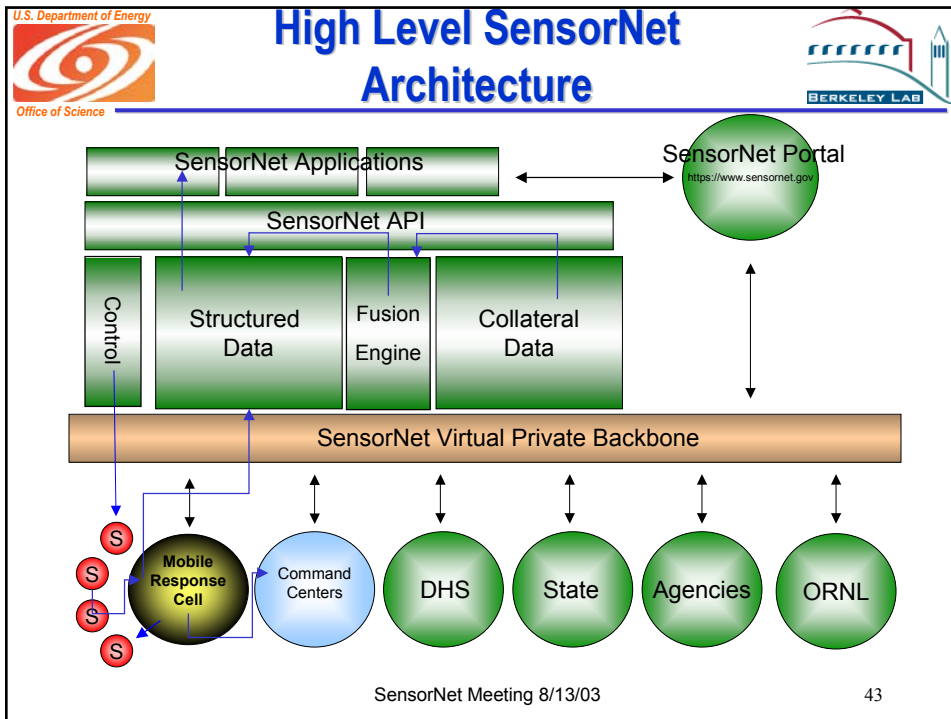 U.S. Department of Energy
Office of Science
High Level SensorNet
Architecture
BERKELEY LAB
SensorNet Applications
SensorNet Portal
https://www.sensornet.gov
SensorNet API
Control
Structured
Data
Fusion
Engine
Collateral
Data
SensorNet Virtual Private Backbone
S
S
S
S
Mobile
Response
Cell
Command
Centers
DHS
State
Agencies
ORNL
SensorNet Meeting 8/13/03
43